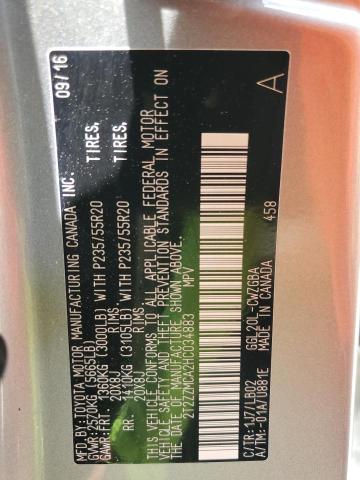 MFD.BY:TOYOTA MOTOR MANUFACTURING CANADA INC. 09/16
GVWR:2570KG(5665LB)
GAWR:FRT. 1360KG(3000LB) WITH P235/55R20 TIRES,
20X8J RIMS
RR. 1410KG(3105LB) WITH P235/55R20 TIRES,
20X8J RIMS
THIS VEHICLE CONFORMS TO ALL APPLICABLE FEDERAL MOTOR
VEHICLE SAFETY AND THEFT PREVENTION STANDARDS IN EFFECT ON
THE DATE OF MANUFACTURE SHOWN ABOVE.
2T2ZZMCA2HC034883 MPV
A
C/TR:1J7/LB02 GGL20L-CWZGBA
A/TM:-01A/U881E MADE IN CANADA 458